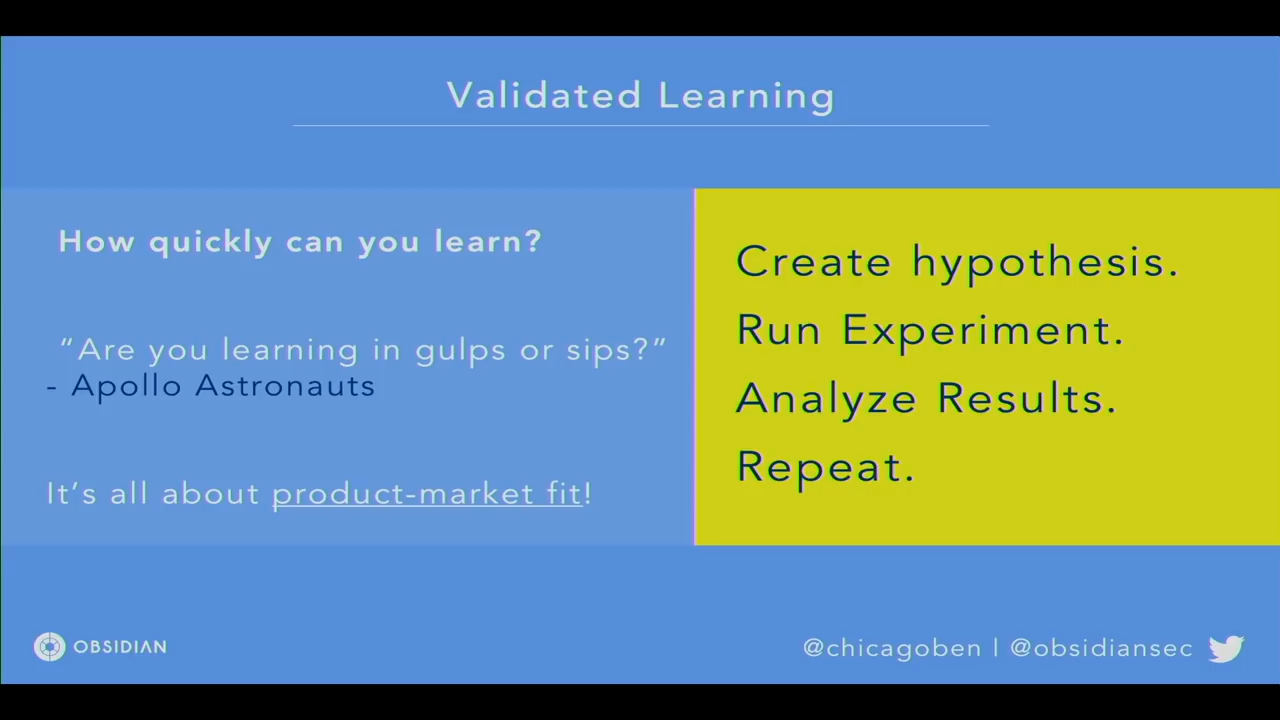 Validated Learning
How quickly can you learn?
“Are you learning in gulps or sips?”
- Apollo Astronauts
It’s all about product-market fit!
Create hypothesis.
Run Experiment.
Analyze Results.
Repeat.
OBSIDIAN
@chicagoben | @obsidiansec